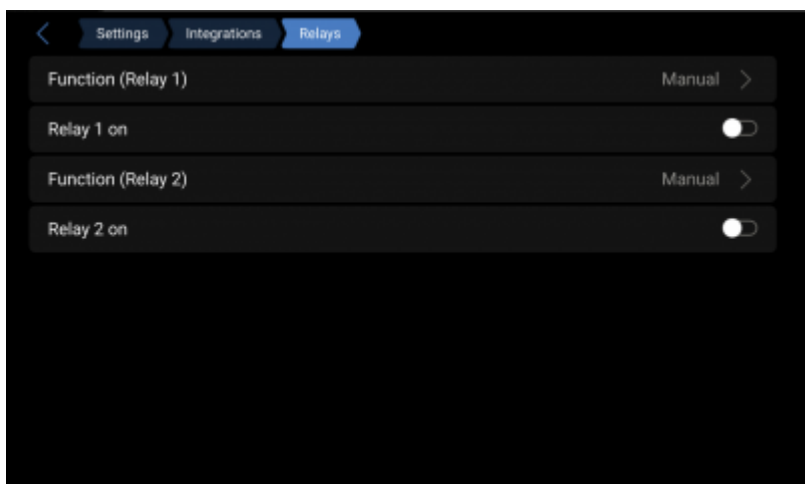 Settings Integrations Relays
Function (Relay 1) Manual
Relay 1 on
Function (Relay 2) Manual
Relay 2 on